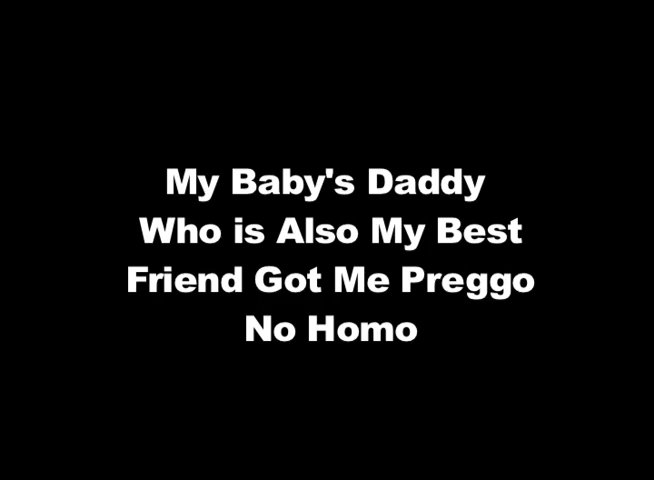 My Baby's Daddy
Who is Also My Best
Friend Got Me Preggo
No Homo